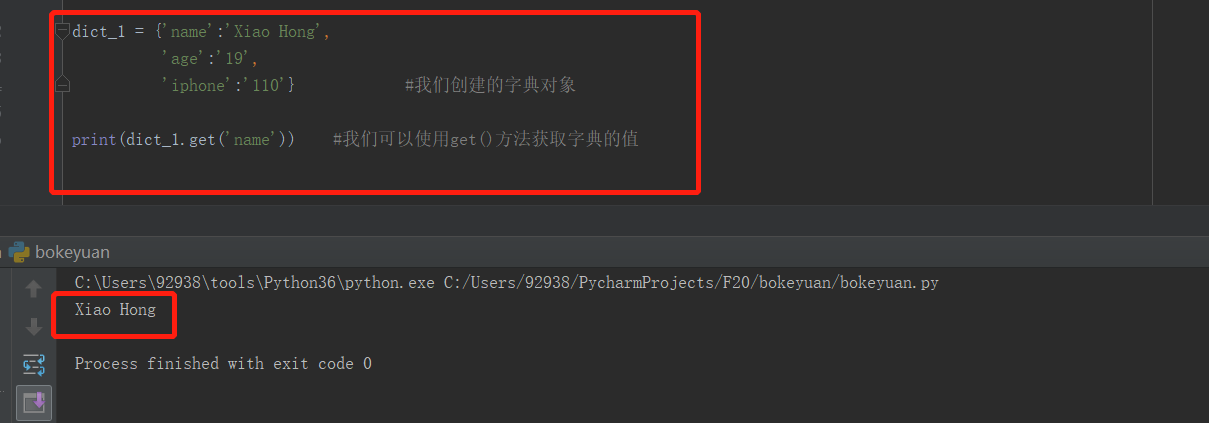 dict_1 = {'name':'Xiao Hong',
'age':'19',
'iphone':'110'} #我们创建的字典对象
print(dict_1.get('name')) #我们可以使用get()方法获取字典的值
bokeyuan
C:\Users\92938\tools\Python36\python.exe C:/Users/92938/PycharmProjects/F20/bokeyuan/bokeyuan.py
Xiao Hong
Process finished with exit code 0